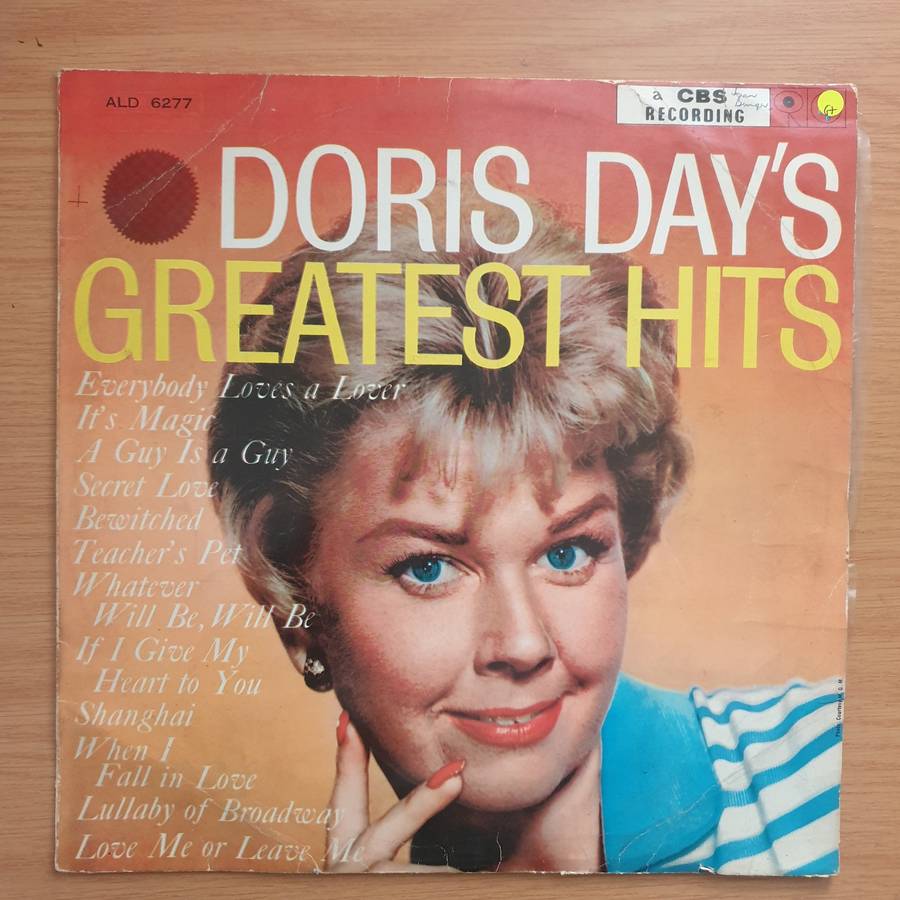 ALD 6277
a CBS
RECORDING
DORIS DAY'S
GREATEST HITS
Everybody Loves a Lover
It's Magic
A Guy Is a Guy
Secret Love
Bewitched
Teacher's Pet
Whatever
Will Be, Will Be
If I Give My
Heart to You
Shanghai
When I
Fall in Love
Lullaby of Broadway
Love Me or Leave Me
Photo Courtesy M. G. M.